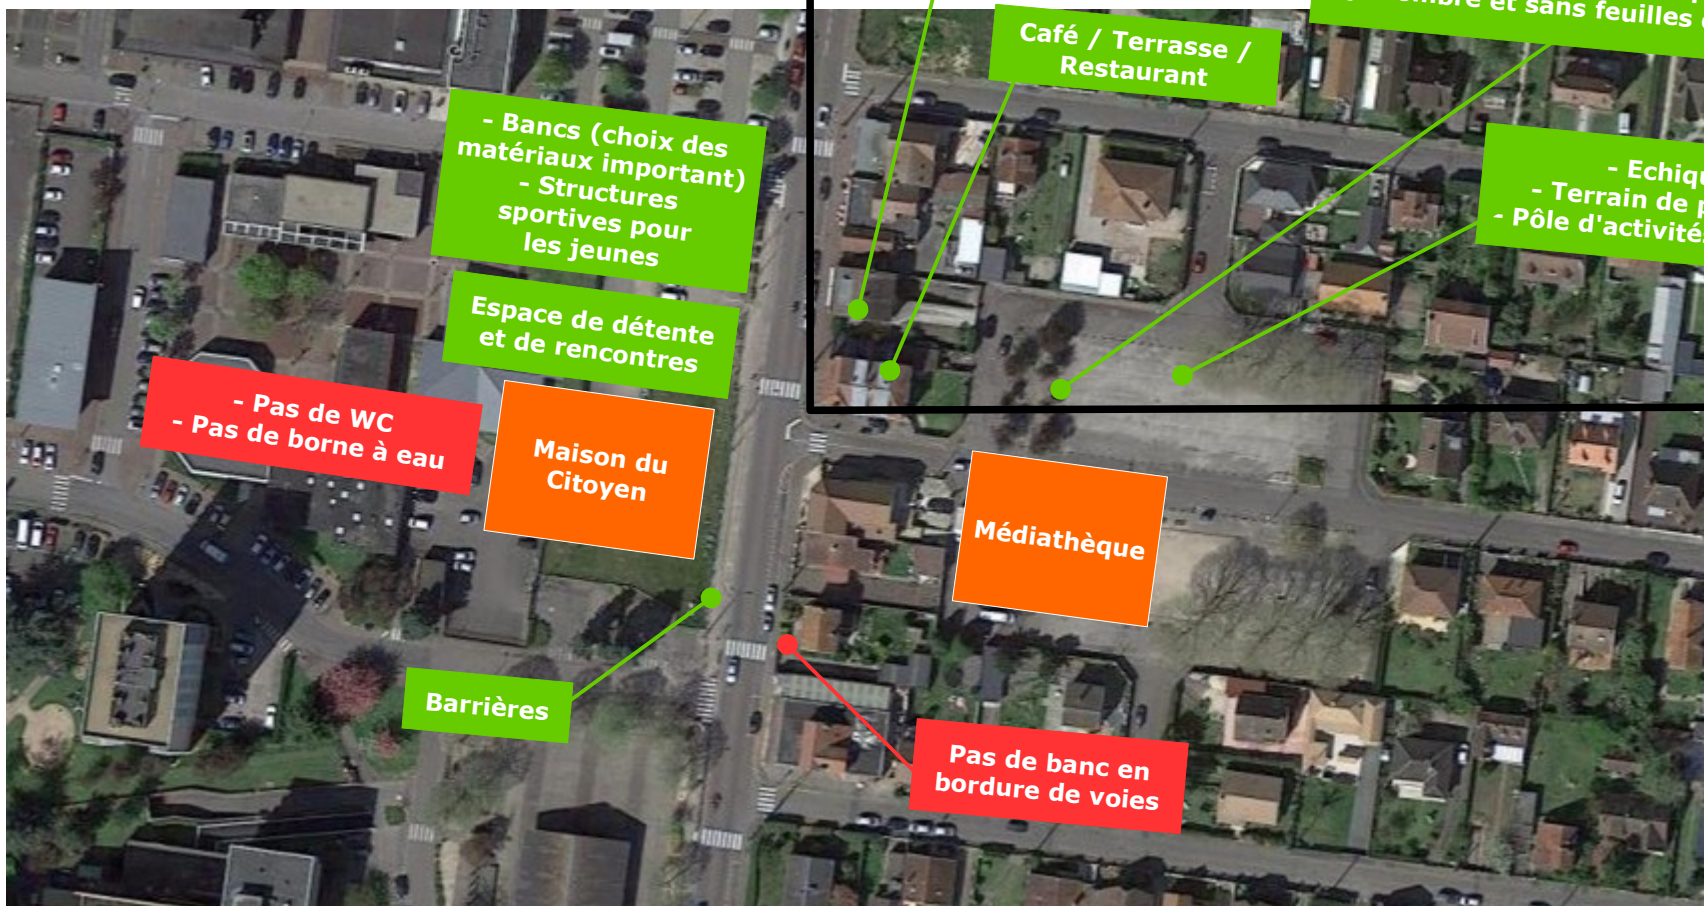 et sans feuilles
Café / Terrasse /
Restaurant
- Bancs (choix des
matériaux important)
- Structures
sportives pour
les jeunes
- Terrain de
- Pôle
Espace de détente
et de rencontres
- Pas de WC
- Pas de borne à eau
Maison du
Citoyen
Médiathèque
Barrières
Pas de banc en
bordure de voies